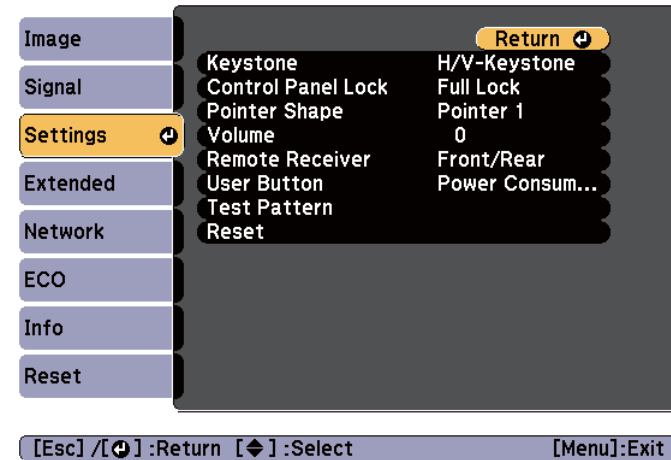 Image
Signal
Settings
Extended
Network
ECO
Info
Reset
Return
Keystone H/V-Keystone
Control Panel Lock Full Lock
Pointer Shape Pointer 1
Volume 0
Remote Receiver Front/Rear
User Button Power Consum...
Test Pattern
Reset
[Esc] /[ ] :Return [ ] :Select [Menu]:Exit